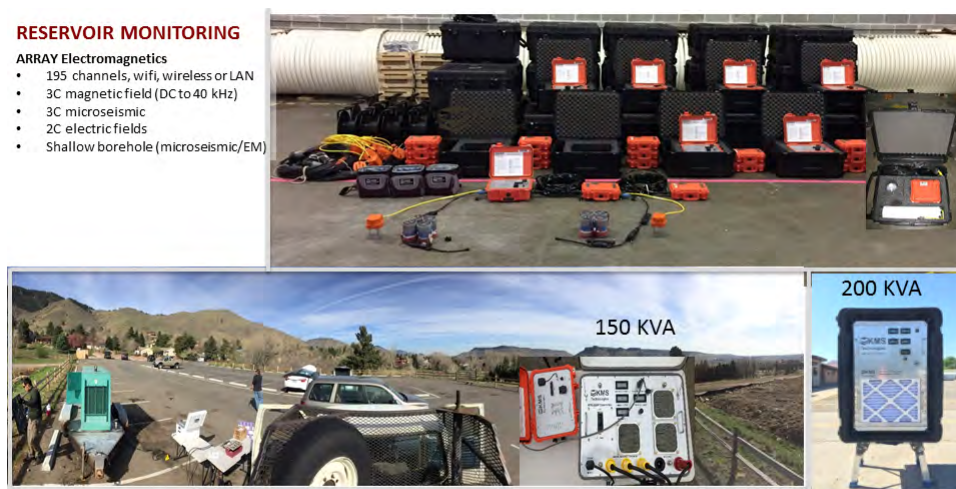 RESERVOIR MONITORING
ARRAY Electromagnetics
• 195 channels, wifi, wireless or LAN
• 3C magnetic field (DC to 40 kHz)
• 3C microseismic
• 2C electric fields
• Shallow borehole (microseismic/EM)
150 KVA
200 KVA
KMS
KMS
KMS